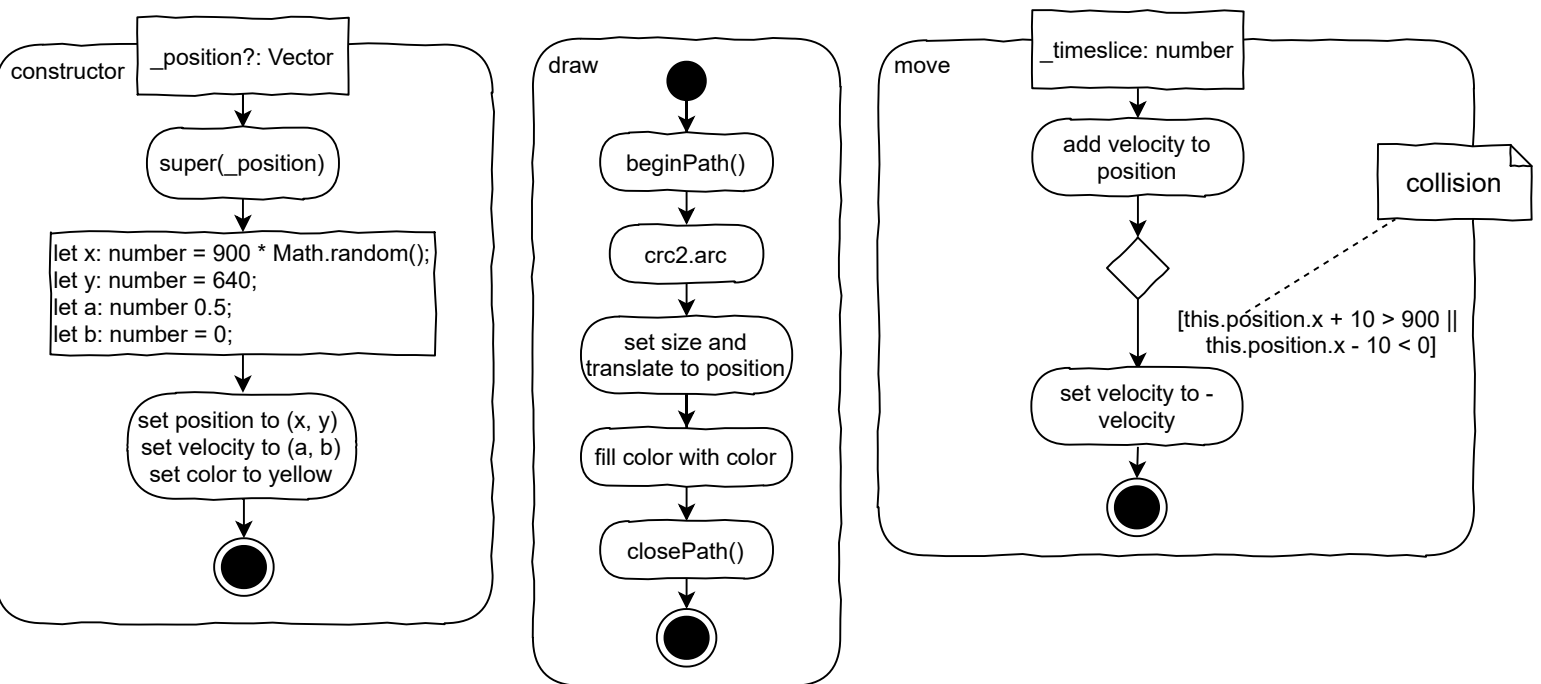 constructor
_position?: Vector
super(_position)
let x: number = 900 * Math.random();
let y: number = 640;
let a: number 0.5;
let b: number = 0;
set position to (x, y)
set velocity to (a, b)
set color to yellow
draw
beginPath()
crc2.arc
set size and
translate to position
fill color with color
closePath()
move
_timeslice: number
add velocity to
position
collision
[this.position.x + 10 > 900 ||
this.position.x - 10 < 0]
set velocity to -
velocity